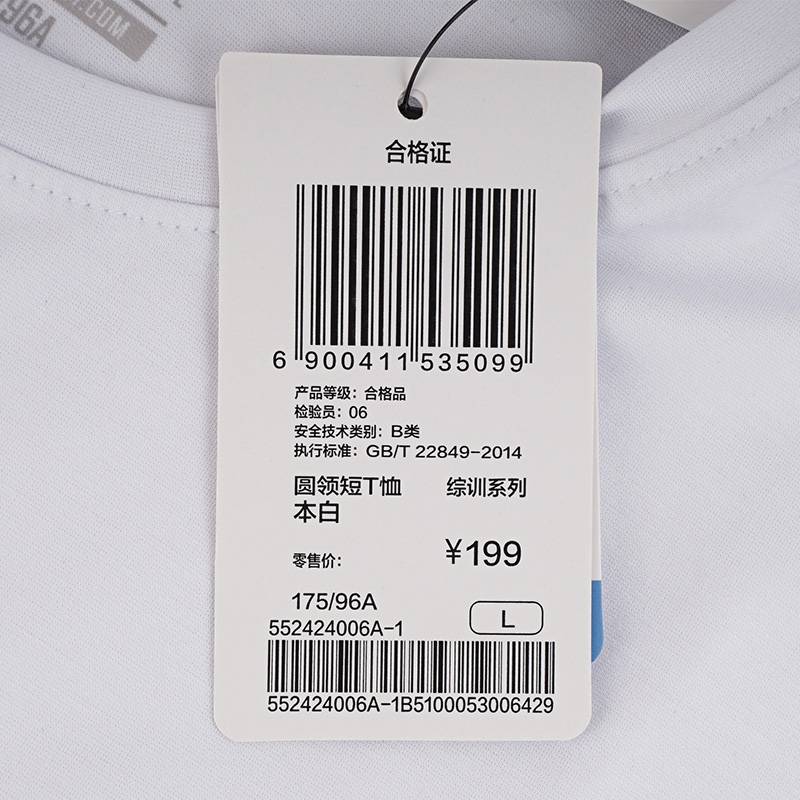 96A
.COM
合格证
6 900411 535099
产品等级：合格品
检验员：06
安全技术类别：B类
执行标准：GB/T 22849-2014
圆领短T恤 综训系列
本白
零售价： ¥199
175/96A
L
552424006A-1
552424006A-1B5100053006429